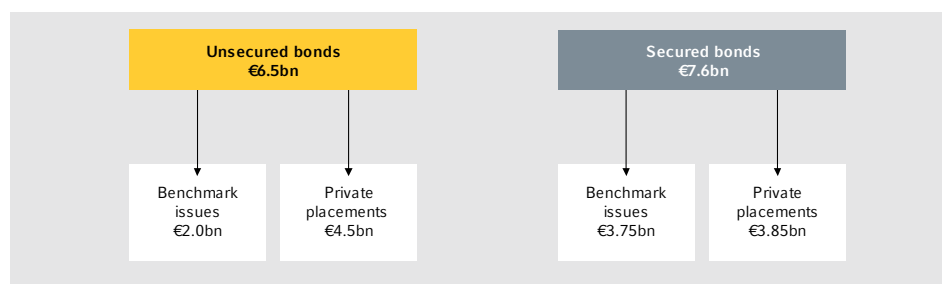 Unsecured bonds
€6.5bn
Secured bonds
€7.6bn
Benchmark
issues
€2.0bn
Private
placements
€4.5bn
Benchmark
issues
€3.75bn
Private
placements
€3.85bn